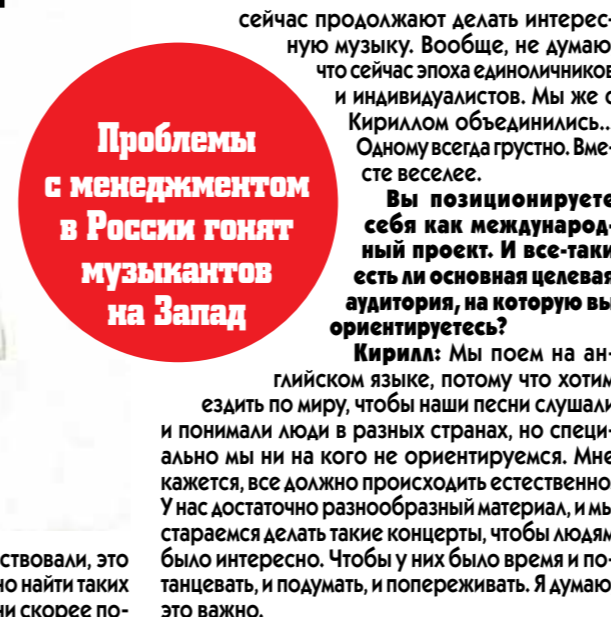 сейчас продолжают делать интерес-
ную музыку. Вообще, не думаю
что сейчас эпоха единоличников
и индивидуалистов. Мы же с
Кириллом объединились...
Одному всегда грустно. Вме-
сте веселее.
Вы позиционируете
себя как международ-
ный проект. И все-таки
есть ли основная целевая
аудитория, на которую вы
ориентируетесь?
Кирилл: Мы поем на ан-
глийском языке, потому что хотим
ездить по миру, чтобы наши песни слушали
и понимали люди в разных странах, но специ-
ально мы ни на кого не ориентируемся. Мне
кажется, все должно происходить естественно
У нас достаточно разнообразный материал, и мы
стараемся делать такие концерты, чтобы людям
было интересно. Чтобы у них было время и по-
танцевать, и подумать, и попереживать. Я думаю
это важно.
Проблемы
с менеджментом
в России гонят
музыкантов
на Запад
ствовали, это
но найти таких
ни скорее по-